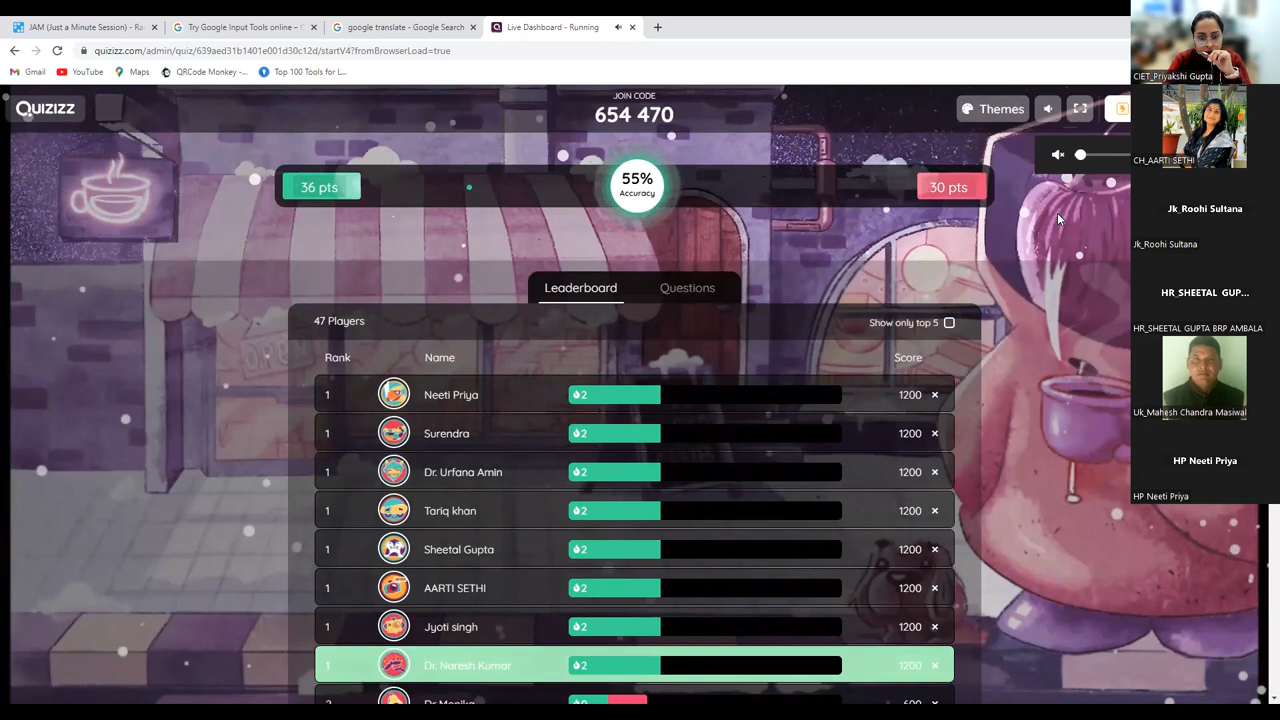 JAM (Just a Minute Session) - Ra
Try Google Input Tools online – G
google translate - Google Search
Live Dashboard - Running
quizizz.com/admin/quiz/639aed31b1401e001d30c12d/startV4?fromBrowserLoad=true
Gmail
YouTube
Maps
QRCode Monkey -...
Top 100 Tools for L...
QUIZIZZ
JOIN CODE
654 470
Themes
36 pts
55%
Accuracy
30 pts
Leaderboard
Questions
47 Players
Show only top 5
Rank Name Score
1 Neeti Priya 2 1200
1 Surendra 2 1200
1 Dr. Urfana Amin 2 1200
1 Tariq khan 2 1200
1 Sheetal Gupta 2 1200
1 AARTI SETHI 2 1200
1 Jyoti singh 2 1200
1 Dr. Naresh Kumar 2 1200
CIET_Priyakshi Gupta
CH_AARTI SETHI
Jk_Roohi Sultana
Jk_Roohi Sultana
HR_SHEETAL GUP...
HR_SHEETAL GUPTA BRP AMBALA
Uk_Mahesh Chandra Masiwal
HP Neeti Priya
HP Neeti Priya